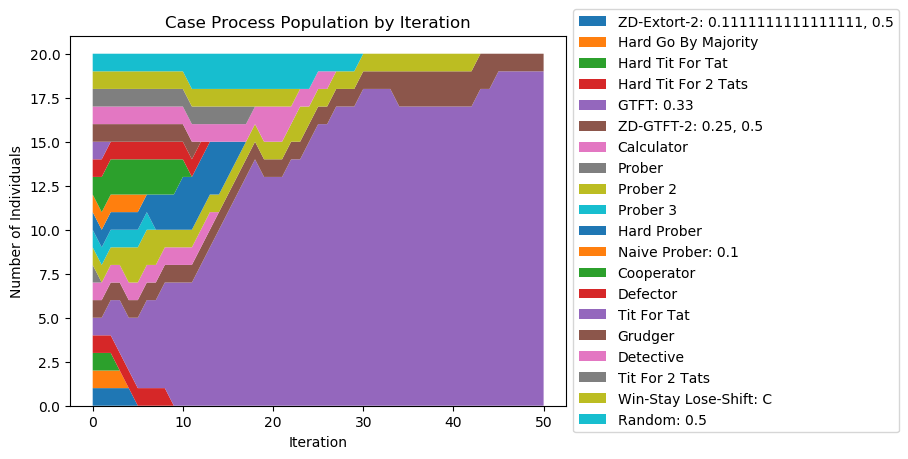 Case Process Population by Iteration
20.0
17.5
15.0
12.5
10.0
7.5
5.0
2.5
0.0
Number of Individuals
0
10
20
30
40
50
Iteration
ZD-Extort-2: 0.1111111111111111, 0.5
Hard Go By Majority
Hard Tit For Tat
Hard Tit For 2 Tats
GTFT: 0.33
ZD-GTFT-2: 0.25, 0.5
Calculator
Prober
Prober 2
Prober 3
Hard Prober
Naive Prober: 0.1
Cooperator
Defector
Tit For Tat
Grudger
Detective
Tit For 2 Tats
Win-Stay Lose-Shift: C
Random: 0.5